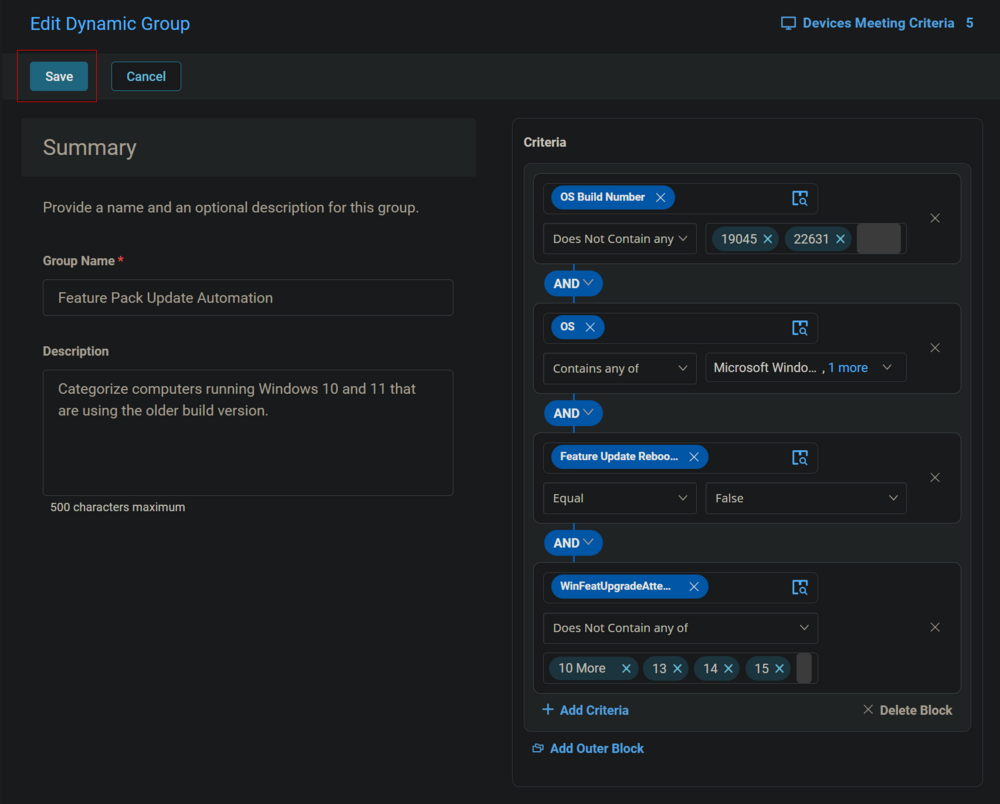 Edit Dynamic Group
Devices Meeting Criteria 5
Save
Cancel
Summary
Provide a name and an optional description for this group.
Group Name *
Feature Pack Update Automation
Description
Categorize computers running Windows 10 and 11 that
are using the older build version.
500 characters maximum
Criteria
OS Build Number
Does Not Contain any
19045
22631
AND
OS
Contains any of
Microsoft Windo... , 1 more
AND
Feature Update Reboo...
Equal
False
AND
WinFeatUpgradeAtte...
Does Not Contain any of
10 More
13
14
15
Add Criteria
Delete Block
Add Outer Block